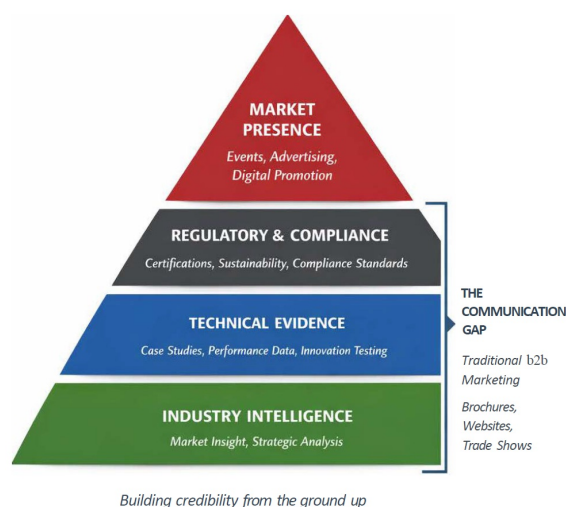 MARKET
PRESENCE
Events, Advertising,
Digital Promotion
REGULATORY & COMPLIANCE
Certifications, Sustainability, Compliance Standards
TECHNICAL EVIDENCE
Case Studies, Performance Data, Innovation Testing
INDUSTRY INTELLIGENCE
Market Insight, Strategic Analysis
THE
COMMUNICATION
GAP
Traditional b2b
Marketing
Brochures,
Websites,
Trade Shows
Building credibility from the ground up